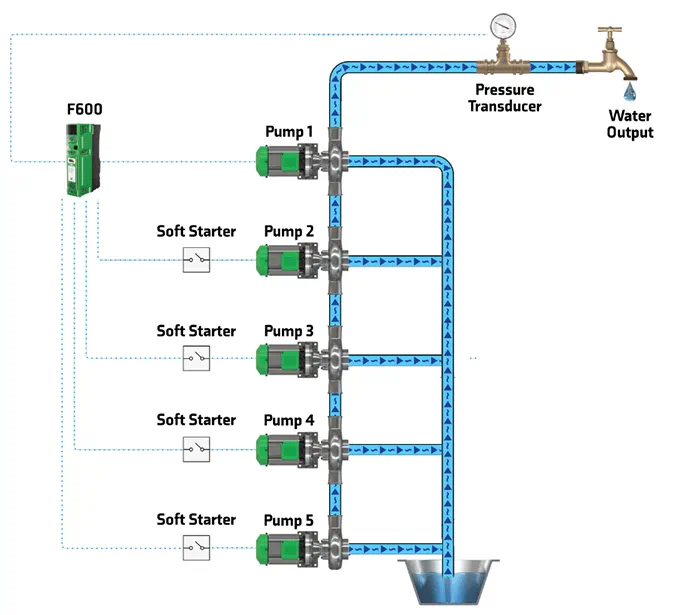 F600
Pump 1
Pressure
Transducer
Water
Output
Soft Starter
Pump 2
Soft Starter
Pump 3
Soft Starter
Pump 4
Soft Starter
Pump 5